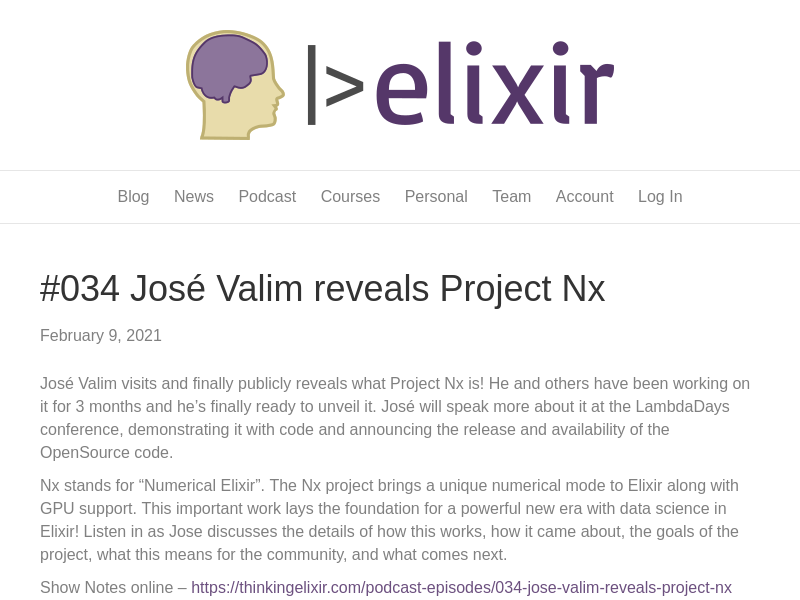 |> elixir
Blog News Podcast Courses Personal Team Account Log In
#034 José Valim reveals Project Nx
February 9, 2021
José Valim visits and finally publicly reveals what Project Nx is! He and others have been working on
it for 3 months and he’s finally ready to unveil it. José will speak more about it at the LambdaDays
conference, demonstrating it with code and announcing the release and availability of the
OpenSource code.
Nx stands for “Numerical Elixir”. The Nx project brings a unique numerical mode to Elixir along with
GPU support. This important work lays the foundation for a powerful new era with data science in
Elixir! Listen in as Jose discusses the details of how this works, how it came about, the goals of the
project, what this means for the community, and what comes next.
Show Notes online – https://thinkingelixir.com/podcast-episodes/034-jose-valim-reveals-project-nx